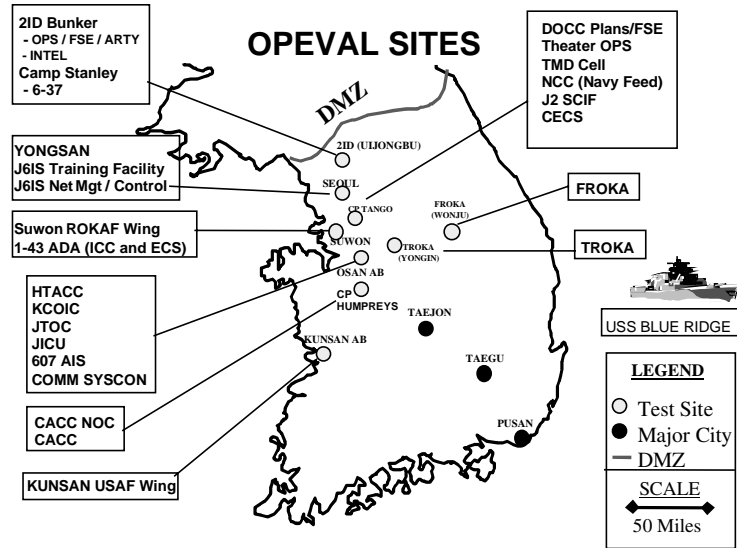 OPEVAL SITES
2ID Bunker
- OPS / FSE / ARTY
- INTEL
Camp Stanley
- 6-37
DOCC Plans/FSE
Theater OPS
TMD Cell
NCC (Navy Feed)
J2 SCIF
CECS
DMZ
2ID (UIJONGBU)
YONGSAN
J6IS Training Facility
J6IS Net Mgt / Control
SEOUL
CP TANGO
FROKA
(WONJU)
FROKA
Suwon ROKAF Wing
1-43 ADA (ICC and ECS)
SUWON
TROKA
(YONGIN)
TROKA
OSAN AB
HTACC
KCOIC
JTOC
JICU
607 AIS
COMM SYSCON
CP
HUMPREYS
USS BLUE RIDGE
TAEJON
KUNSAN AB
TAEGU
CACC NOC
CACC
PUSAN
KUNSAN USAF Wing
LEGEND
Test Site
Major City
DMZ
SCALE
50 Miles